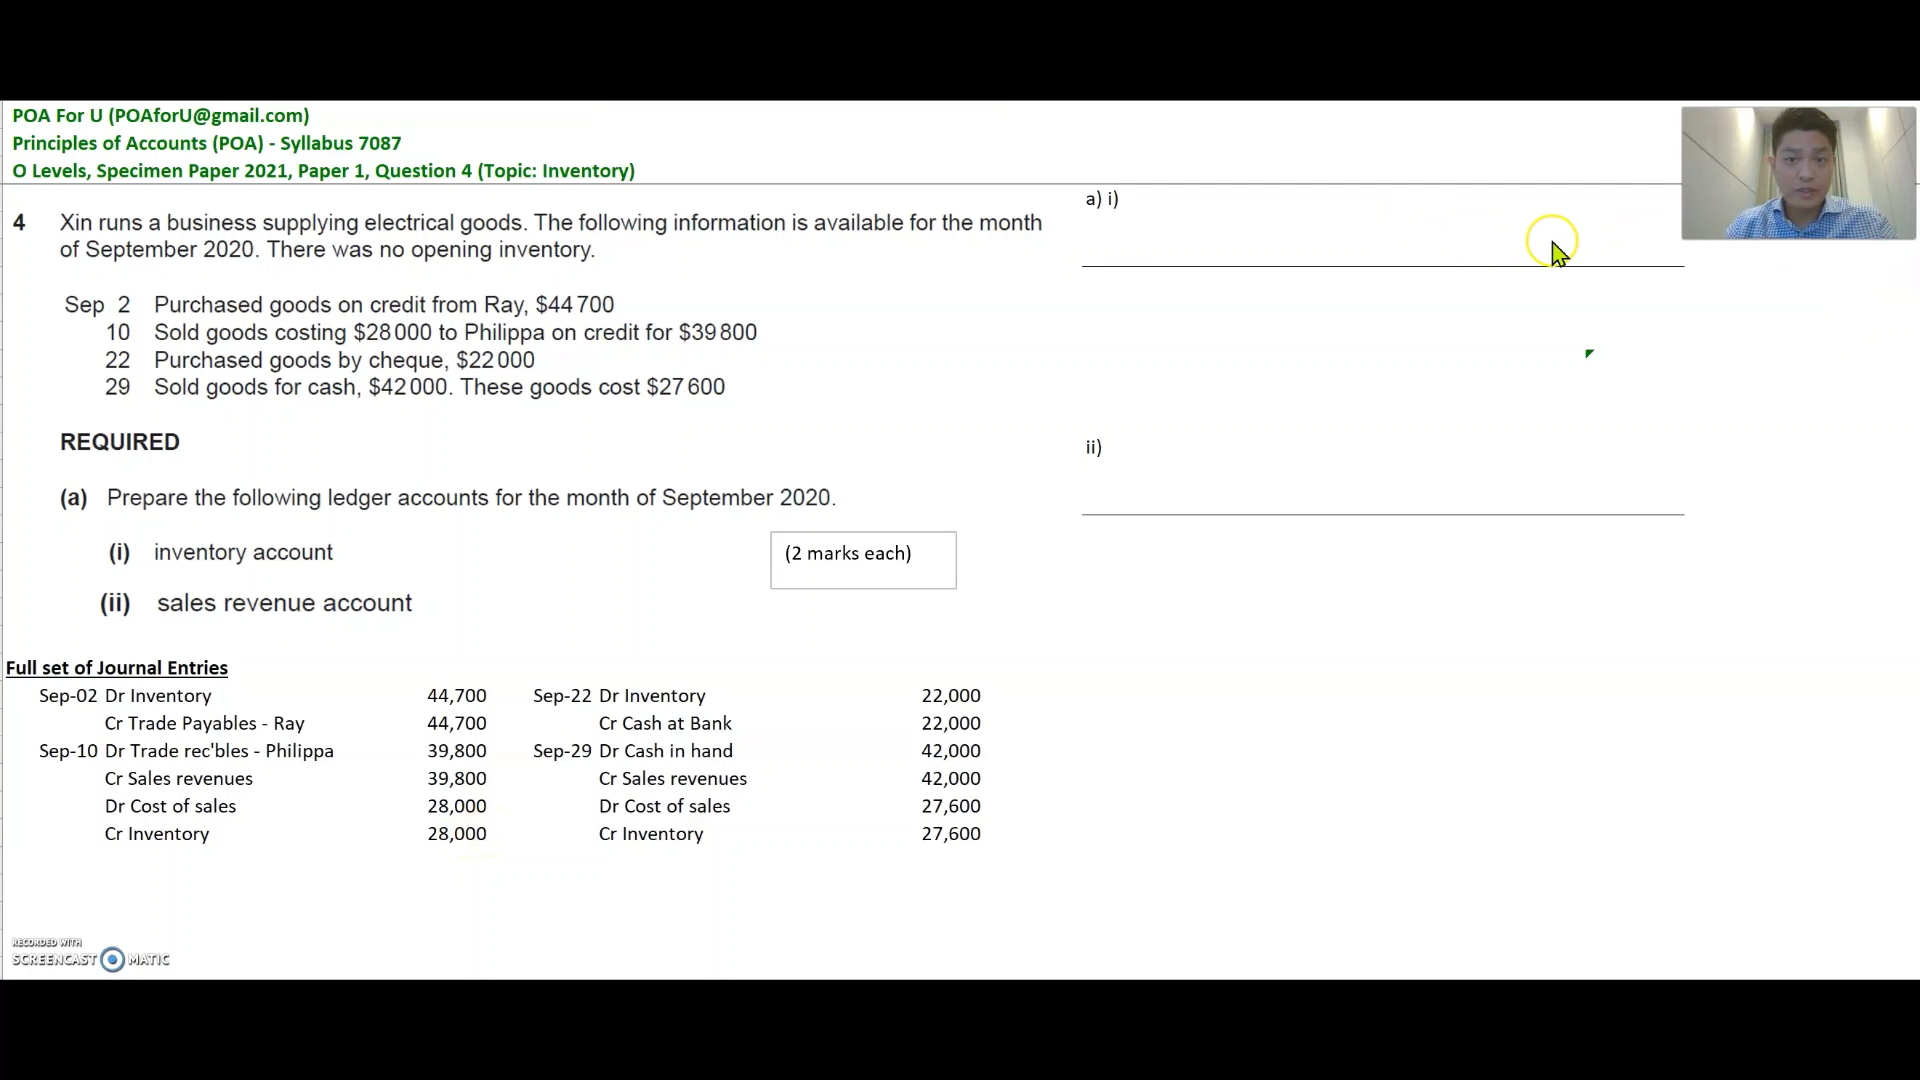 POA For U (POAforU@gmail.com)
Principles of Accounts (POA) - Syllabus 7087
O Levels, Specimen Paper 2021, Paper 1, Question 4 (Topic: Inventory)
4 Xin runs a business supplying electrical goods. The following information is available for the month
of September 2020. There was no opening inventory.
Sep 2 Purchased goods on credit from Ray, $44 700
10 Sold goods costing $28 000 to Philippa on credit for $39 800
22 Purchased goods by cheque, $22 000
29 Sold goods for cash, $42 000. These goods cost $27 600
REQUIRED
(a) Prepare the following ledger accounts for the month of September 2020.
(i) inventory account
(2 marks each)
(ii) sales revenue account
Full set of Journal Entries
Sep-02 Dr Inventory 44,700
Cr Trade Payables - Ray 44,700
Sep-10 Dr Trade rec'bles - Philippa 39,800
Cr Sales revenues 39,800
Dr Cost of sales 28,000
Cr Inventory 28,000
Sep-22 Dr Inventory 22,000
Cr Cash at Bank 22,000
Sep-29 Dr Cash in hand 42,000
Cr Sales revenues 42,000
Dr Cost of sales 27,600
Cr Inventory 27,600
a) i)
ii)
RECORDED WITH
SCREENCAST MATIC